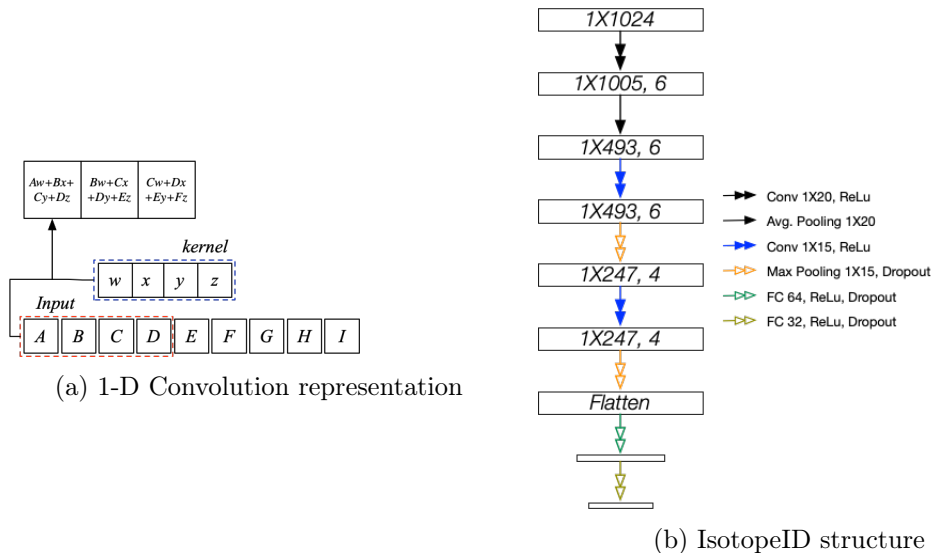 Aw+Bx+
Cy+Dz
Bw+Cx
+Dy+Ez
Cw+Dx
+Ey+Fz
kernel
w x y z
Input
A B C D E F G H I
(a) 1-D Convolution representation
1X1024
1X1005, 6
1X493, 6
1X493, 6
1X247, 4
1X247, 4
Flatten
Conv 1X20, ReLu
Avg. Pooling 1X20
Conv 1X15, ReLu
Max Pooling 1X15, Dropout
FC 64, ReLu, Dropout
FC 32, ReLu, Dropout
(b) IsotopeID structure